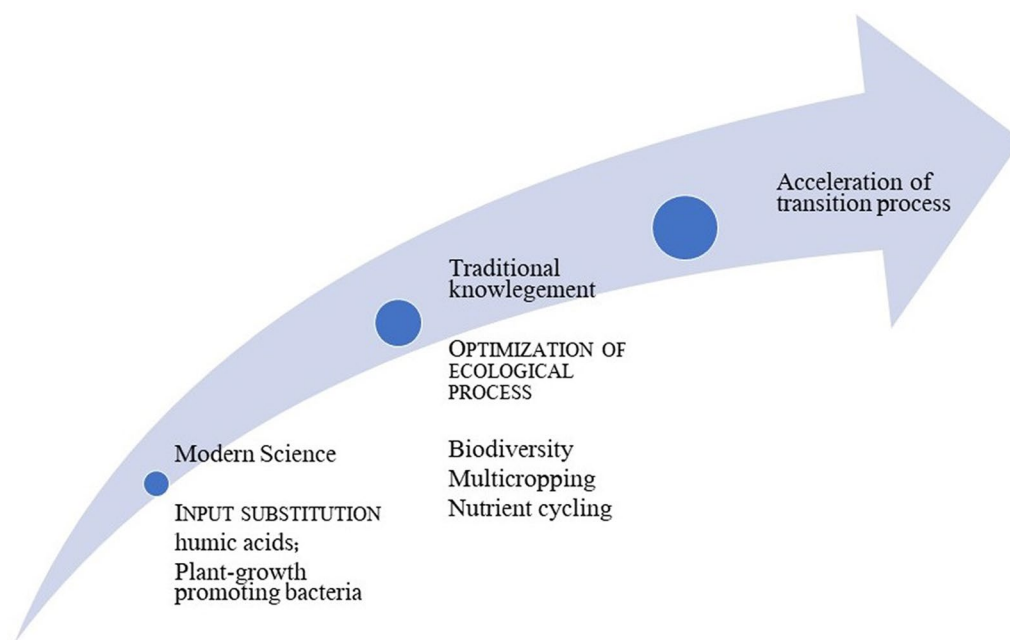 Acceleration of
transition process
Traditional
knowlegement
OPTIMIZATION OF
ECOLOGICAL
PROCESS
Biodiversity
Multicropping
Nutrient cycling
Modern Science
INPUT SUBSTITUTION
humic acids;
Plant-growth
promoting bacteria